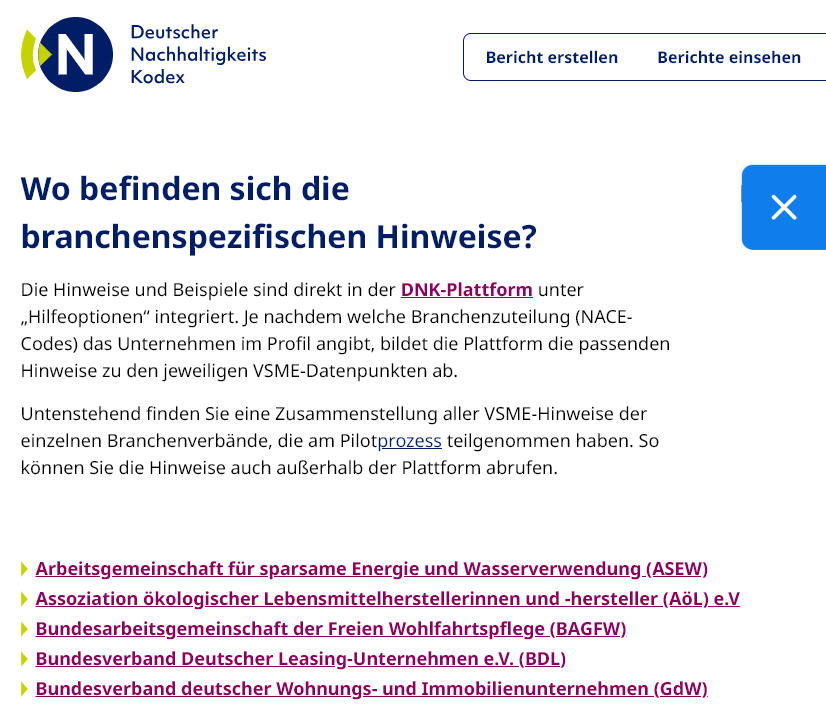 N
Deutscher
Nachhaltigkeits
Kodex
Bericht erstellen
Berichte einsehen
Wo befinden sich die
branchenspezifischen Hinweise?
Die Hinweise und Beispiele sind direkt in der DNK-Plattform unter
„Hilfeoptionen“ integriert. Je nachdem welche Branchenzuteilung (NACE-
Codes) das Unternehmen im Profil angibt, bildet die Plattform die passenden
Hinweise zu den jeweiligen VSME-Datenpunkten ab.
Untenstehend finden Sie eine Zusammenstellung aller VSME-Hinweise der
einzelnen Branchenverbände, die am Pilotprozess teilgenommen haben. So
können Sie die Hinweise auch außerhalb der Plattform abrufen.
Arbeitsgemeinschaft für sparsame Energie und Wasserverwendung (ASEW)
Assoziation ökologischer Lebensmittelherstellerinnen und -hersteller (AöL) e.V
Bundesarbeitsgemeinschaft der Freien Wohlfahrtspflege (BAGFW)
Bundesverband Deutscher Leasing-Unternehmen e.V. (BDL)
Bundesverband deutscher Wohnungs- und Immobilienunternehmen (GdW)